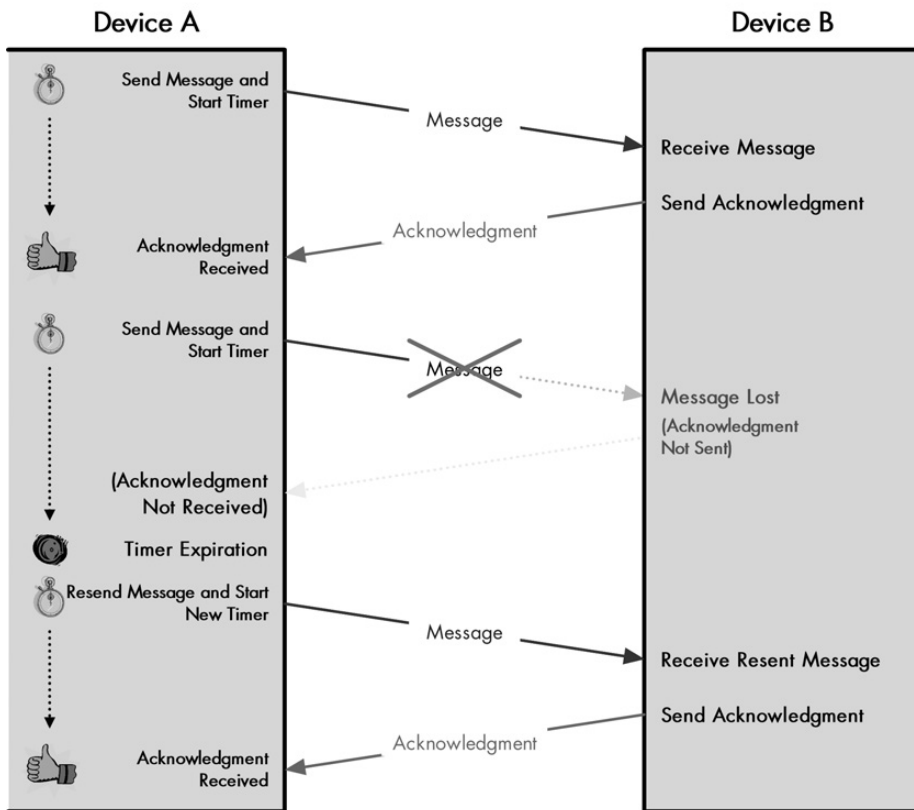 Device A
Device B
Send Message and
Start Timer
Message
Receive Message
Send Acknowledgment
Acknowledgment
Acknowledgment
Received
Send Message and
Start Timer
Message
Message Lost
(Acknowledgment
Not Sent)
(Acknowledgment
Not Received)
Timer Expiration
Resend Message and Start
New Timer
Message
Receive Resent Message
Send Acknowledgment
Acknowledgment
Acknowledgment
Received